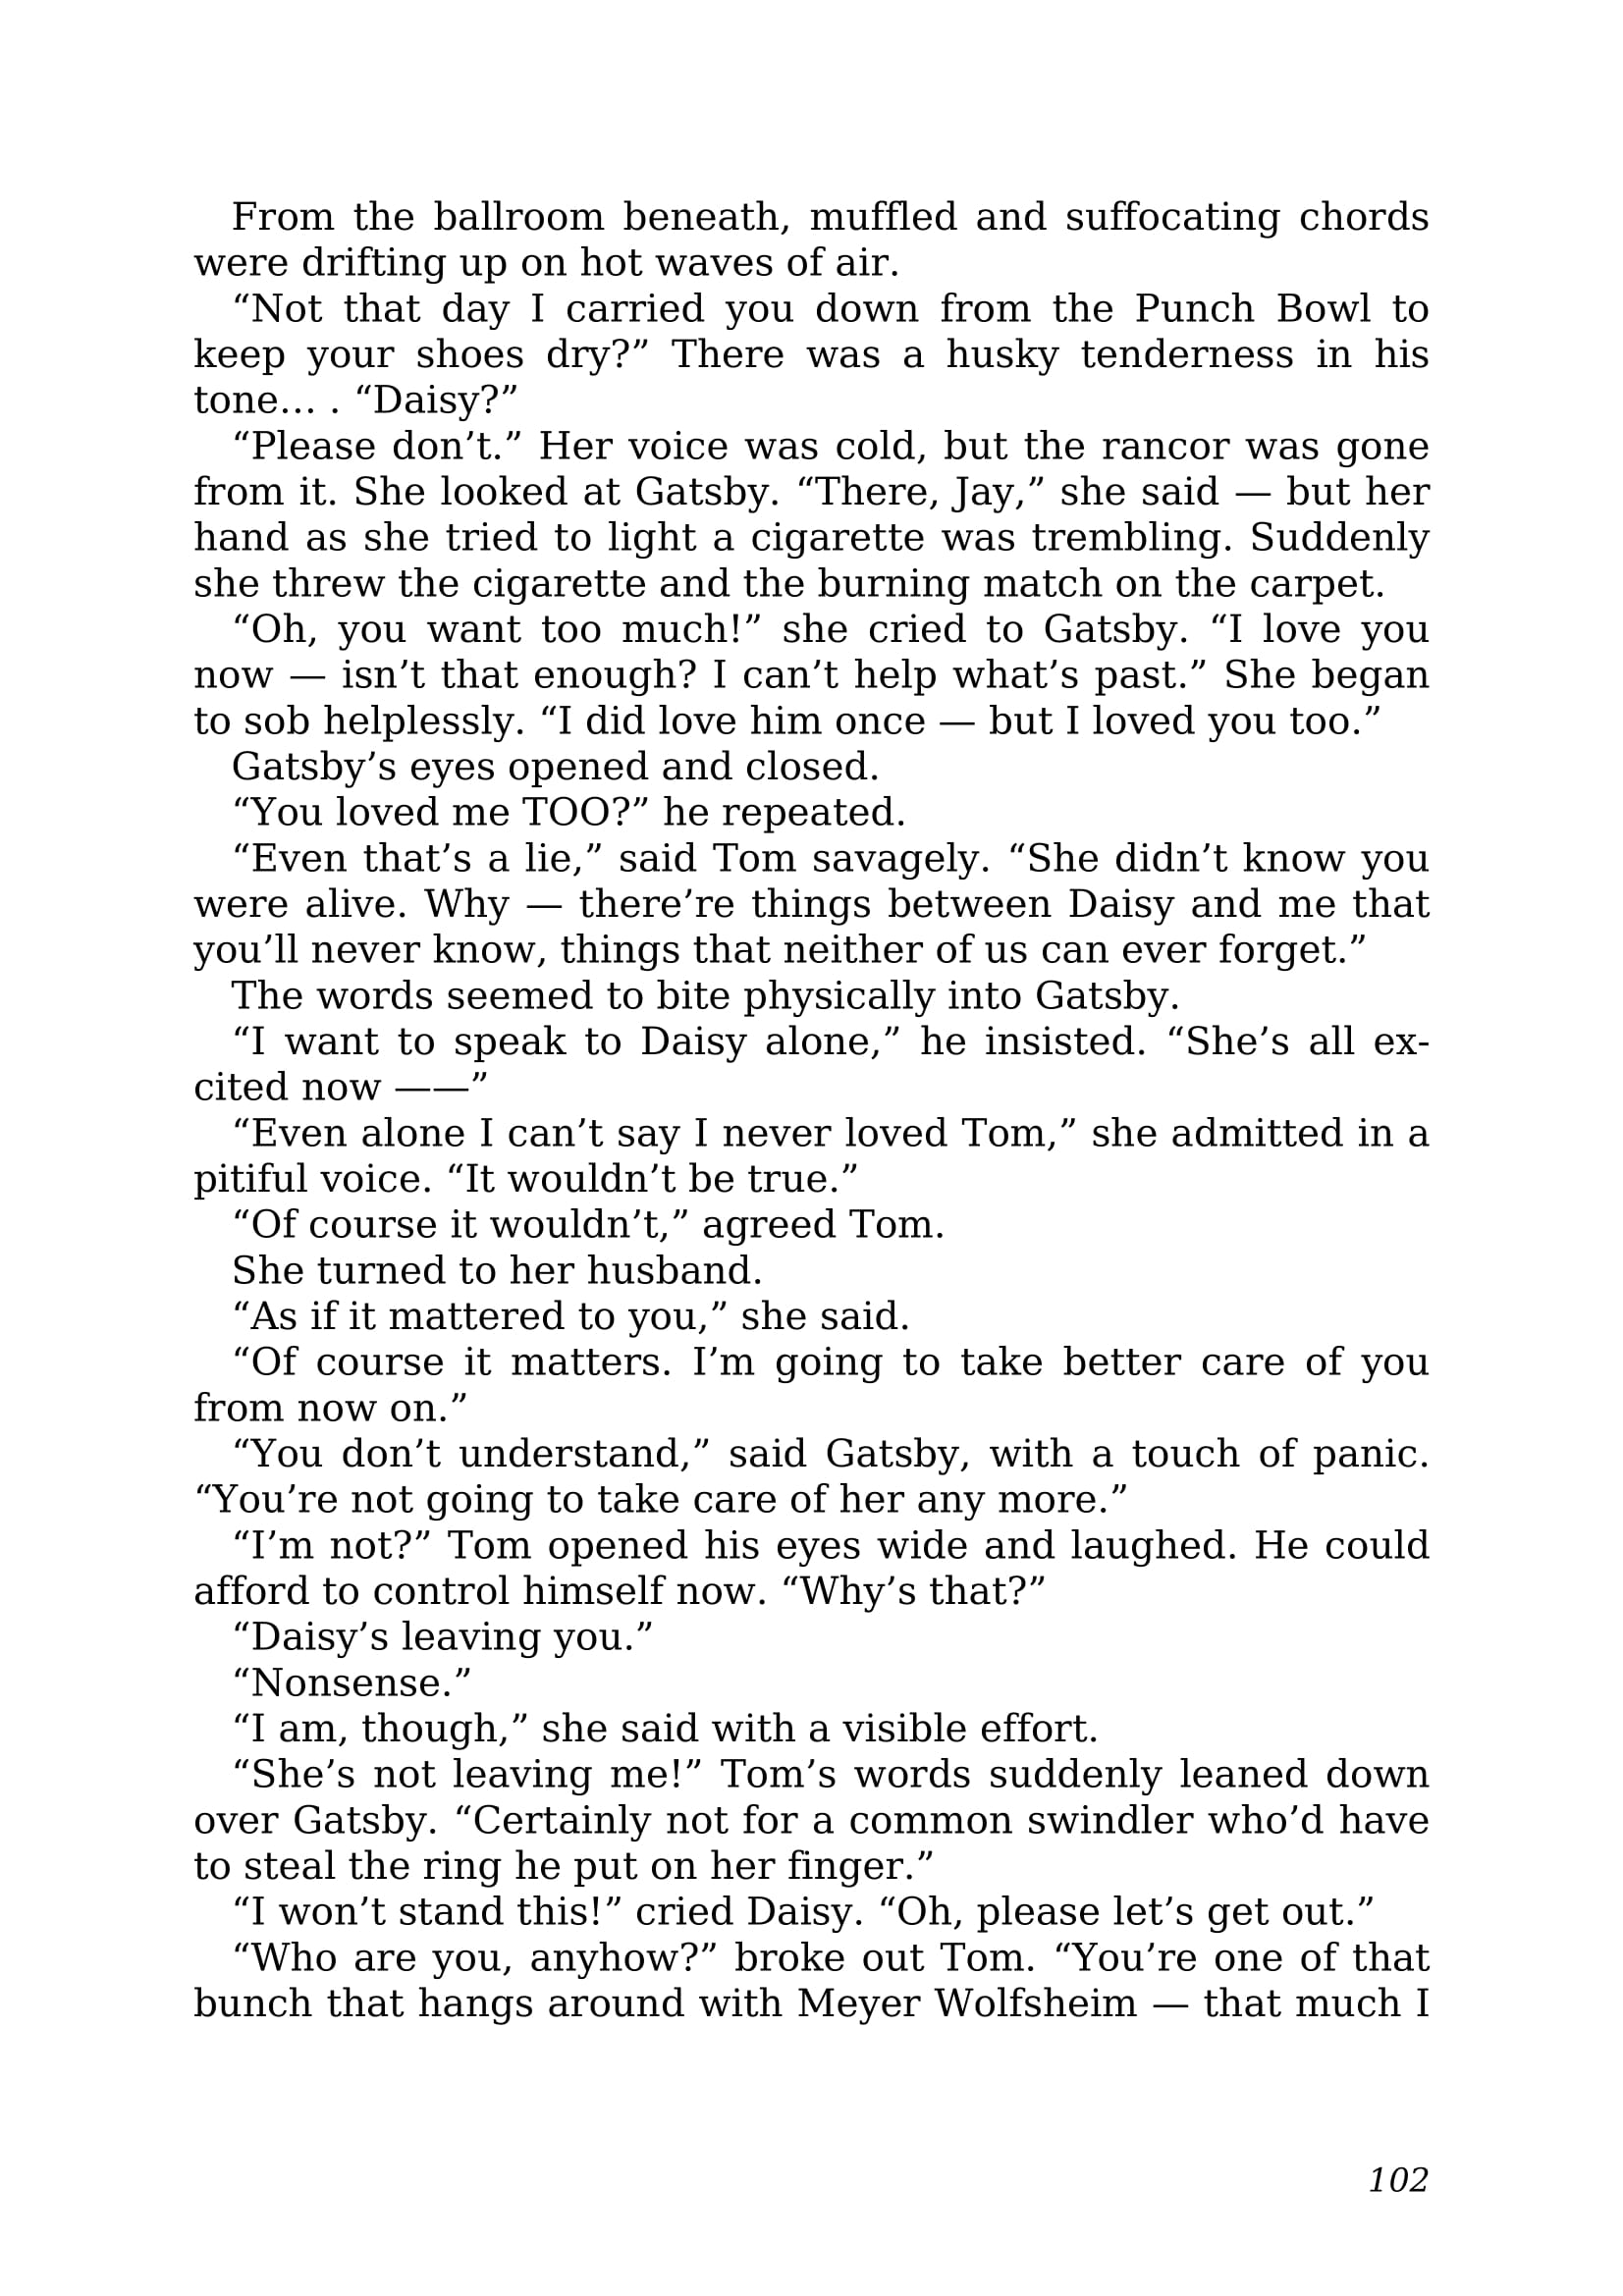 From the ballroom beneath, muffled and suffocating chords
were drifting up on hot waves of air.
“Not that day I carried you down from the Punch Bowl to
keep your shoes dry?” There was a husky tenderness in his
tone… . “Daisy?”
“Please don’t.” Her voice was cold, but the rancor was gone
from it. She looked at Gatsby. “There, Jay,” she said — but her
hand as she tried to light a cigarette was trembling. Suddenly
she threw the cigarette and the burning match on the carpet.
“Oh, you want too much!” she cried to Gatsby. “I love you
now — isn’t that enough? I can’t help what’s past.” She began
to sob helplessly. “I did love him once — but I loved you too.”
Gatsby’s eyes opened and closed.
“You loved me TOO?” he repeated.
“Even that’s a lie,” said Tom savagely. “She didn’t know you
were alive. Why — there’re things between Daisy and me that
you’ll never know, things that neither of us can ever forget.”
The words seemed to bite physically into Gatsby.
“I want to speak to Daisy alone,” he insisted. “She’s all ex-
cited now ——”
“Even alone I can’t say I never loved Tom,” she admitted in a
pitiful voice. “It wouldn’t be true.”
“Of course it wouldn’t,” agreed Tom.
She turned to her husband.
“As if it mattered to you,” she said.
“Of course it matters. I’m going to take better care of you
from now on.”
“You don’t understand,” said Gatsby, with a touch of panic.
“You’re not going to take care of her any more.”
“I’m not?” Tom opened his eyes wide and laughed. He could
afford to control himself now. “Why’s that?”
“Daisy’s leaving you.”
“Nonsense.”
“I am, though,” she said with a visible effort.
“She’s not leaving me!” Tom’s words suddenly leaned down
over Gatsby. “Certainly not for a common swindler who’d have
to steal the ring he put on her finger.”
“I won’t stand this!” cried Daisy. “Oh, please let’s get out.”
“Who are you, anyhow?” broke out Tom. “You’re one of that
bunch that hangs around with Meyer Wolfsheim — that much I
102